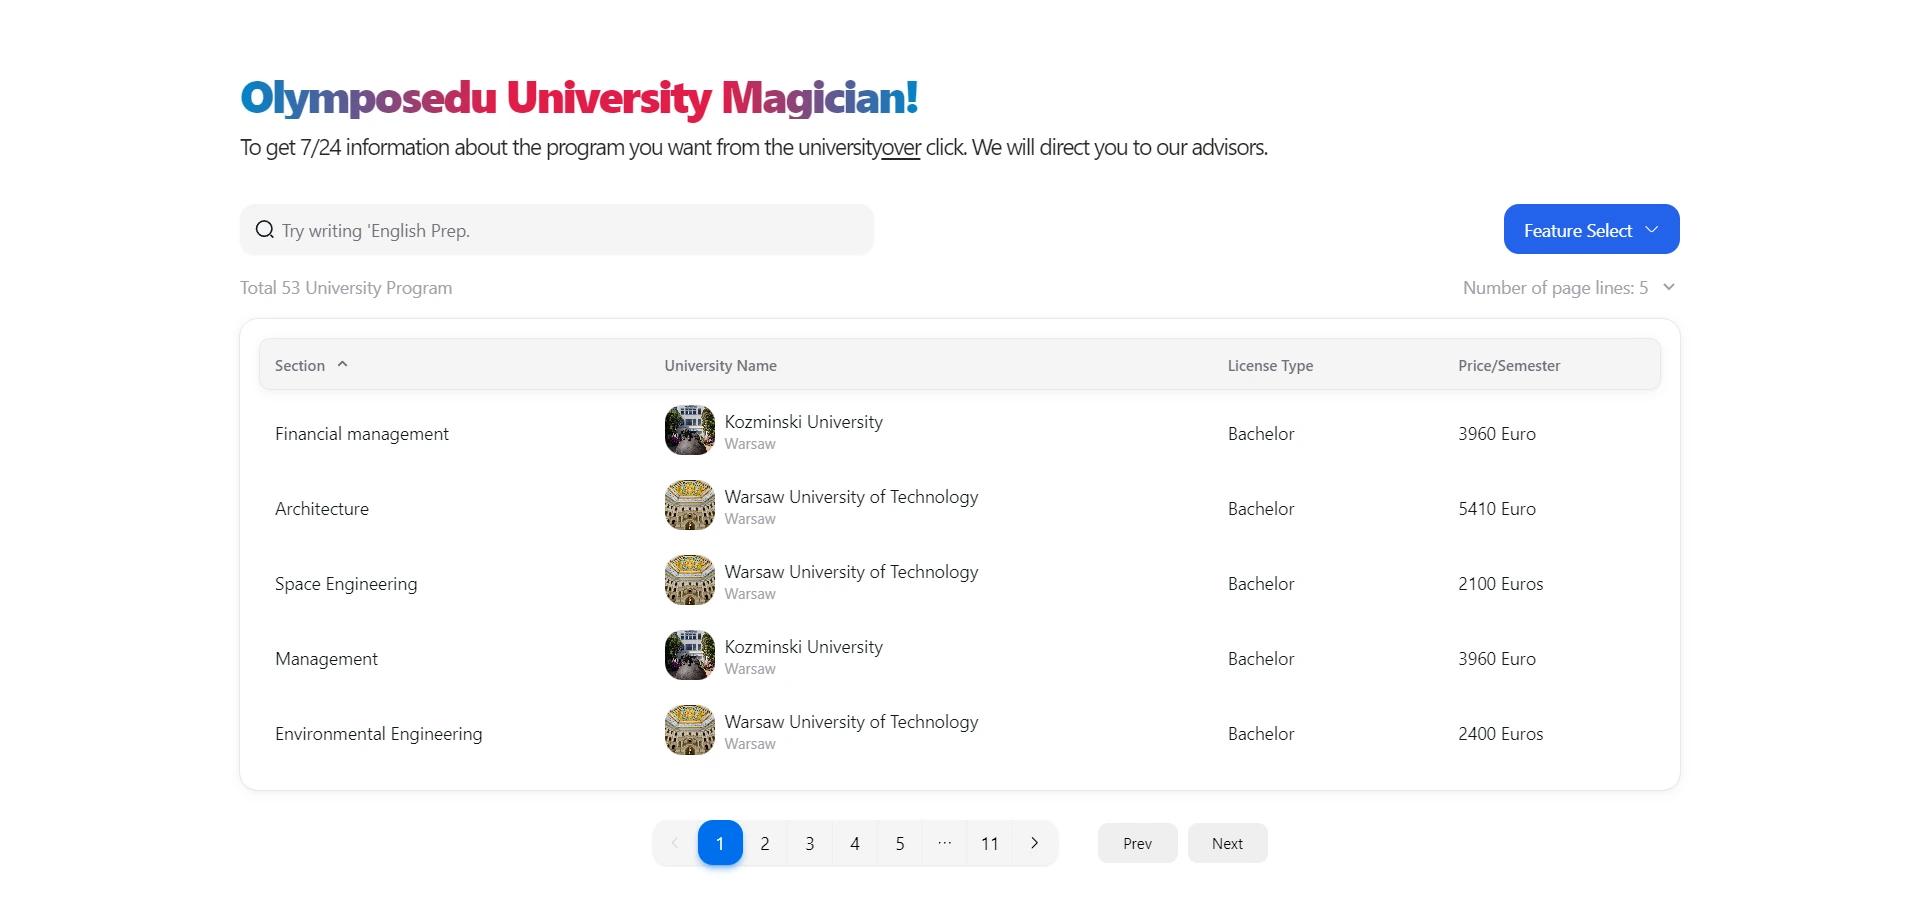 Olymposedu University Magician!
To get 7/24 information about the program you want from the universityover click. We will direct you to our advisors.
Try writing 'English Prep.
Feature Select
Total 53 University Program
Number of page lines: 5
Section University Name License Type Price/Semester
Financial management Kozminski University Warsaw Bachelor 3960 Euro
Architecture Warsaw University of Technology Warsaw Bachelor 5410 Euro
Space Engineering Warsaw University of Technology Warsaw Bachelor 2100 Euros
Management Kozminski University Warsaw Bachelor 3960 Euro
Environmental Engineering Warsaw University of Technology Warsaw Bachelor 2400 Euros
1 2 3 4 5 ... 11 Prev Next